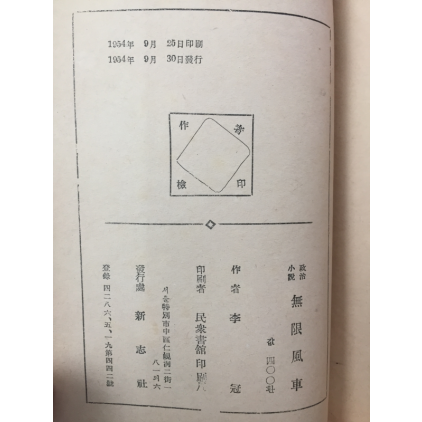 1954年 9月 25日印刷
1954年 9月 30日發行
作者
檢印
政治小説 無限風車
값 四〇〇圜
作者 李冠
印刷者 民衆書館印刷
서울特別市中區仁峴洞二街一八一의六
發行處 新志社
登錄 四二八六、五、一九第四四二號